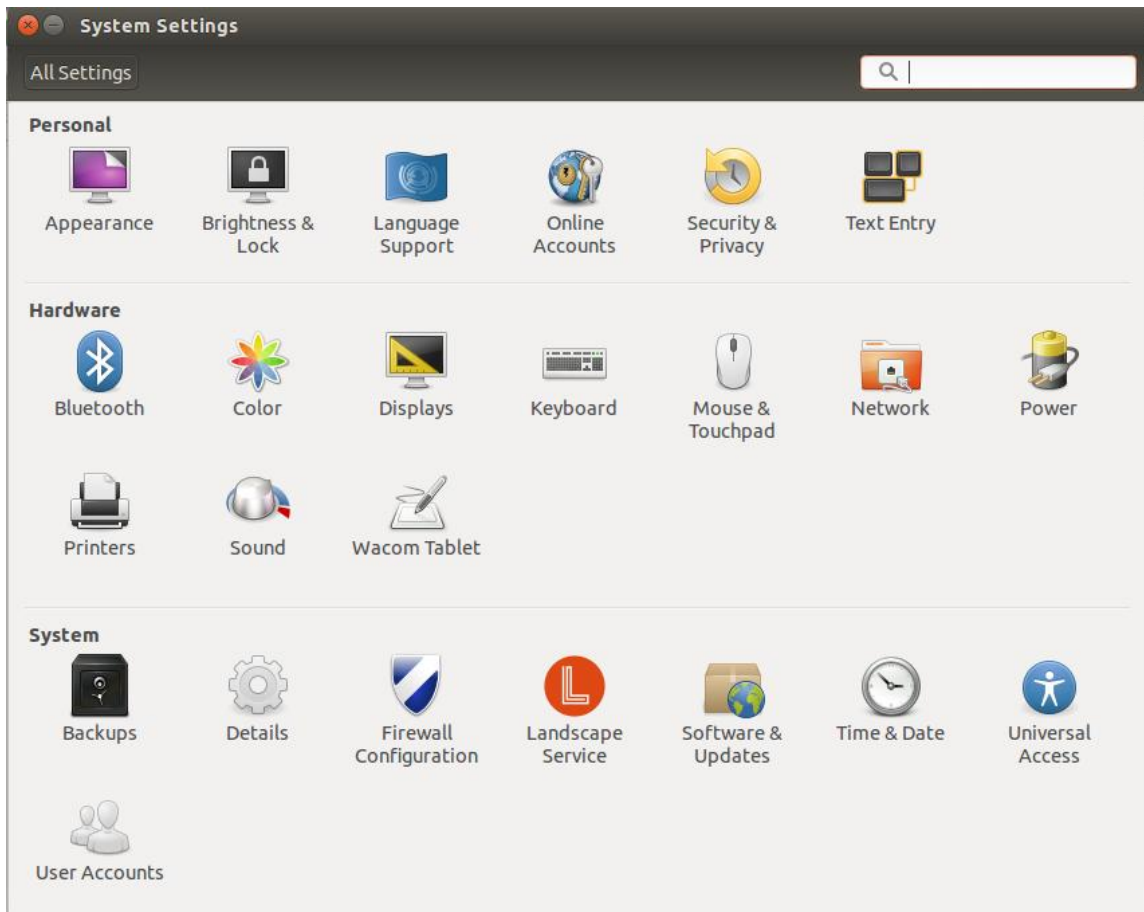 System Settings
All Settings
Personal
Appearance
Brightness &
Lock
Language
Support
Online
Accounts
Security &
Privacy
Text Entry
Hardware
Bluetooth
Color
Displays
Keyboard
Mouse &
Touchpad
Network
Power
Printers
Sound
Wacom Tablet
System
Backups
Details
Firewall
Configuration
Landscape
Service
Software &
Updates
Time & Date
Universal
Access
User Accounts